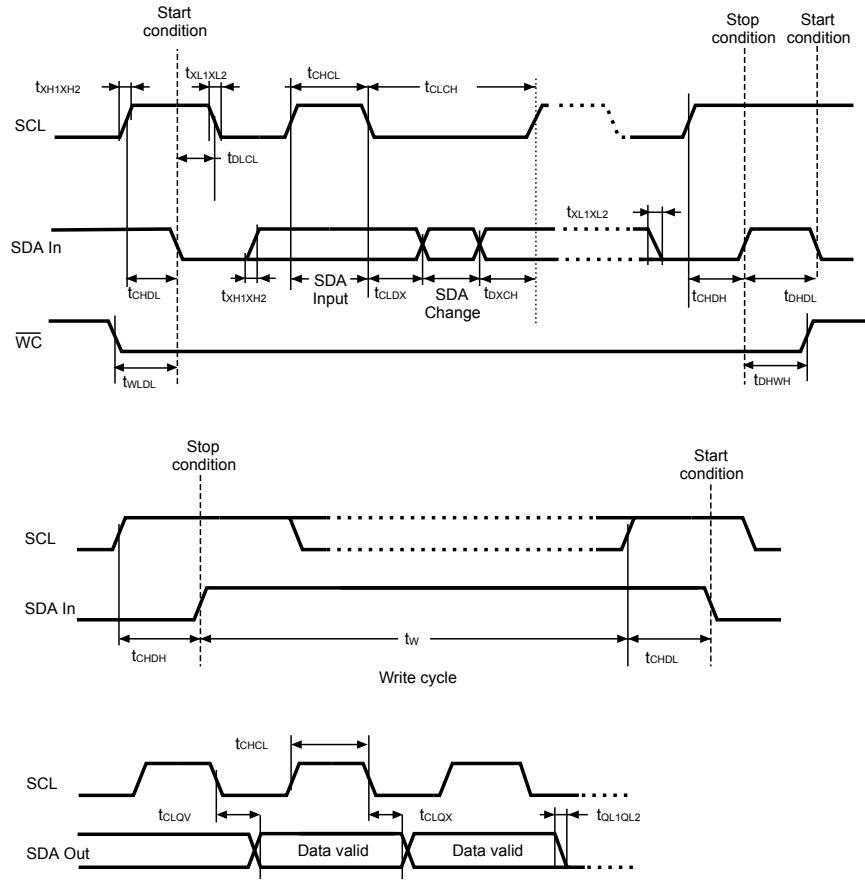 Start
condition
Stop
condition
Start
condition
tXH1XH2
tXL1XL2
tCHCL
tCLCH
SCL
tDLCL
tXL1XL2
SDA In
tCHDL
tXH1XH2
SDA
Input
tCLDX
SDA
Change
tDXCH
tCHDH
tDHDL
WC
tWLDL
tDHWH
Stop
condition
Start
condition
SCL
SDA In
tCHDH
tW
tCHDL
Write cycle
tCHCL
SCL
tCLQV
tCLQX
tQL1QL2
SDA Out
Data valid
Data valid